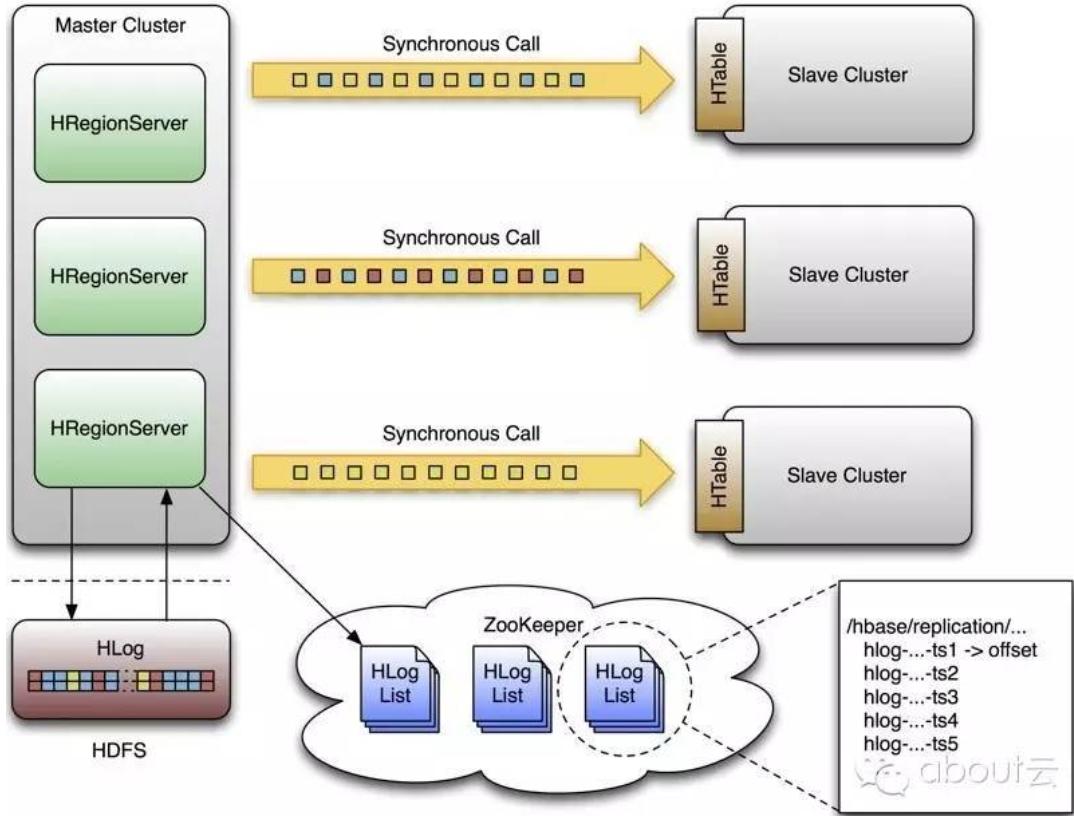 Master Cluster
HRegionServer
HRegionServer
HRegionServer
Synchronous Call
HTable
Slave Cluster
Synchronous Call
HTable
Slave Cluster
Synchronous Call
HTable
Slave Cluster
HLog
HDFS
ZooKeeper
HLog
List
HLog
List
HLog
List
/hbase/replication/...
hlog-...-ts1 -> offset
hlog-...-ts2
hlog-...-ts3
hlog-...-ts4
hlog-...-ts5
about云